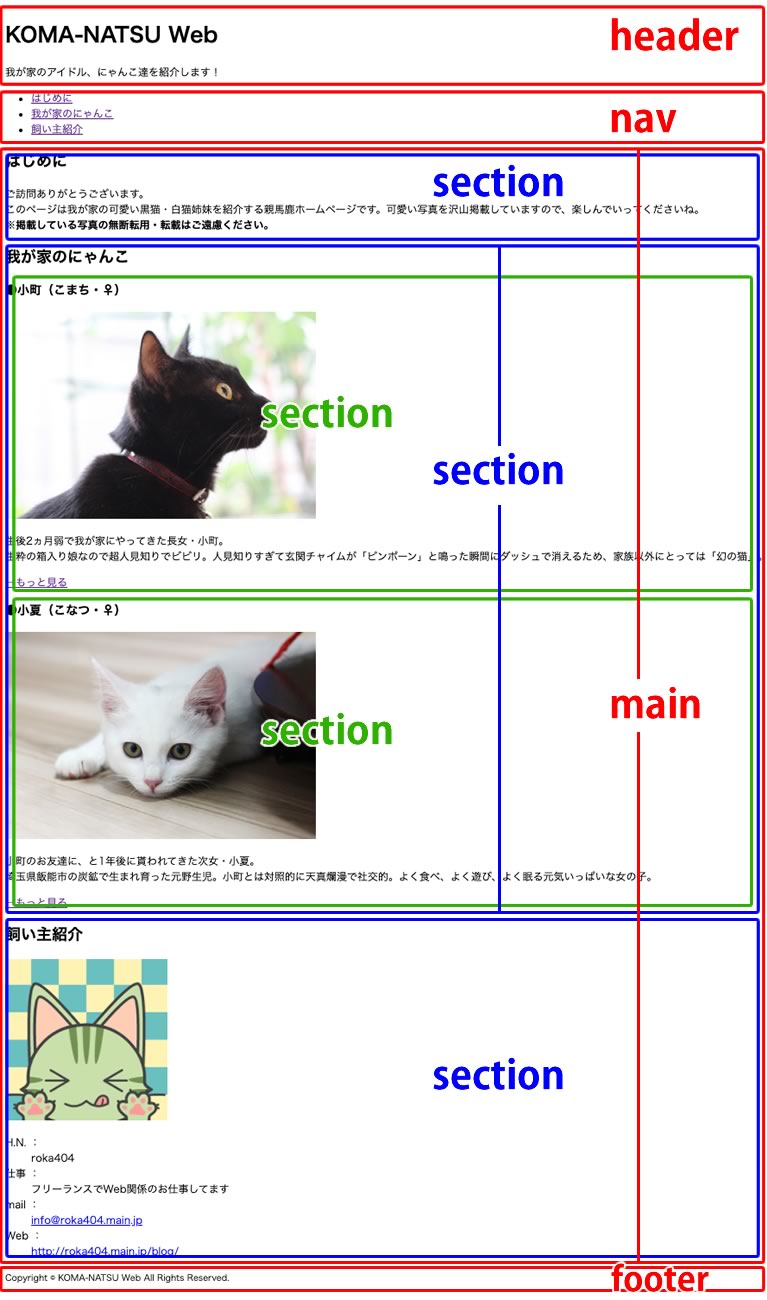 KOMA-NATSU Web
header
我が家のアイドル、にゃんこ達を紹介します！
はじめに
我が家のにゃんこ
飼い主紹介
nav
はじめに
section
ご訪問ありがとうございます。
このページは我が家の可愛い黒猫・白猫姉妹を紹介する親馬鹿ホームページです。可愛い写真を沢山掲載していますので、楽しんでいってくださいね。
※掲載している写真の無断転用・転載はご遠慮ください。
我が家のにゃんこ
●小町（こまち・♀）
section
section
生後2ヵ月弱で我が家にやってきた長女・小町。
生粋の箱入り娘なので超人見知りでビビリ。人見知りすぎて玄関チャイムが「ピンポーン」と鳴った瞬間にダッシュで消えるため、家族以外にとっては「幻の猫」。
もっと見る
●小夏（こなつ・♀）
main
section
小町のお友達に、と1年後に貰われてきた次女・小夏。
埼玉県飯能市の炭鉱で生まれ育った元野生児。小町とは対照的に天真爛漫で社交的。よく食べ、よく遊び、よく眠る元気いっぱいな女の子。
もっと見る
飼い主紹介
section
H.N. ：
roka404
仕事 ：
フリーランスでWeb関係のお仕事してます
mail ：
info@roka404.main.jp
Web ：
http://roka404.main.jp/blog/
Copyright © KOMA-NATSU Web All Rights Reserved.
footer